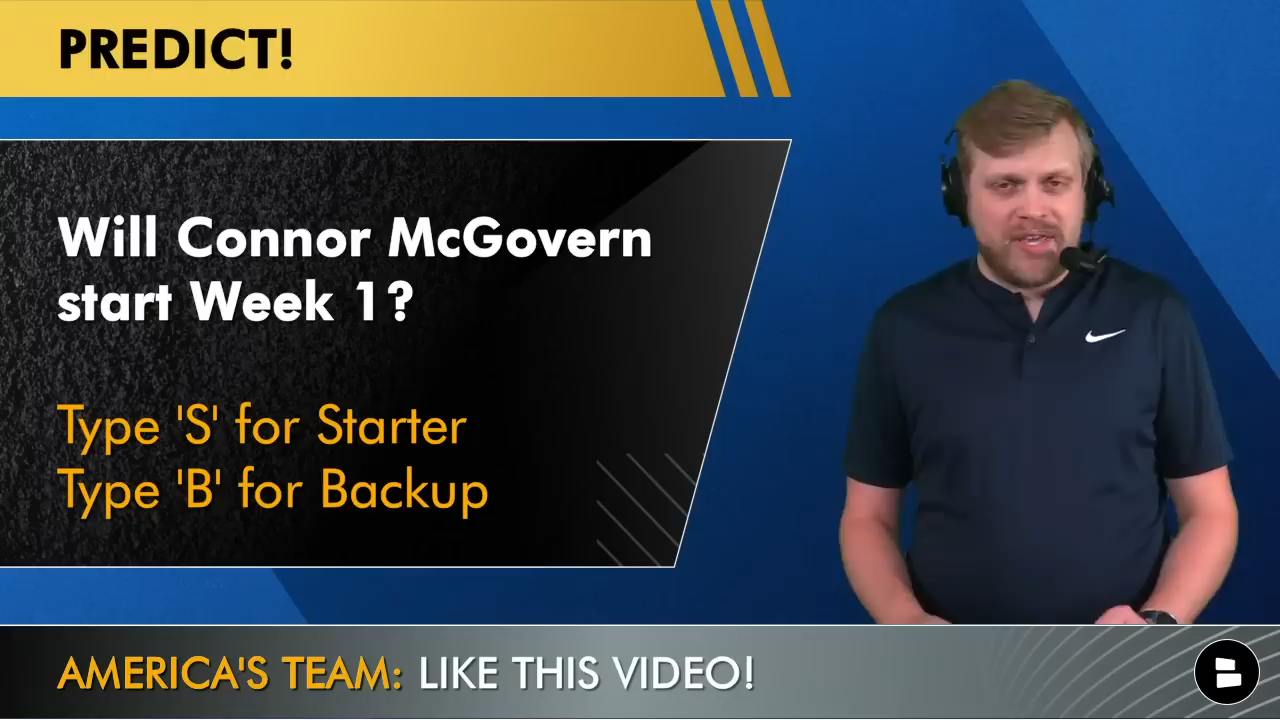 PREDICT!
Will Connor McGovern
start Week 1?
Type 'S' for Starter
Type 'B' for Backup
AMERICA'S TEAM: LIKE THIS VIDEO!